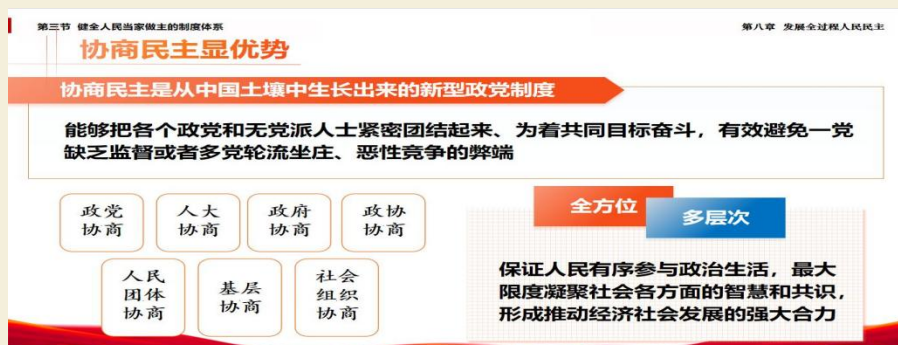 第三节 健全人民当家做主的制度体系
第八章 发展全过程人民民主
协商民主显优势
协商民主是从中国土壤中生长出来的新型政党制度
能够把各个政党和无党派人士紧密团结起来、为着共同目标奋斗，有效避免一党
缺乏监督或者多党轮流坐庄、恶性竞争的弊端
政党
协商
人大
协商
政府
协商
政协
协商
人民
团体
协商
基层
协商
社会
组织
协商
全方位
多层次
保证人民有序参与政治生活，最大
限度凝聚社会各方面的智慧和共识，
形成推动经济社会发展的强大合力